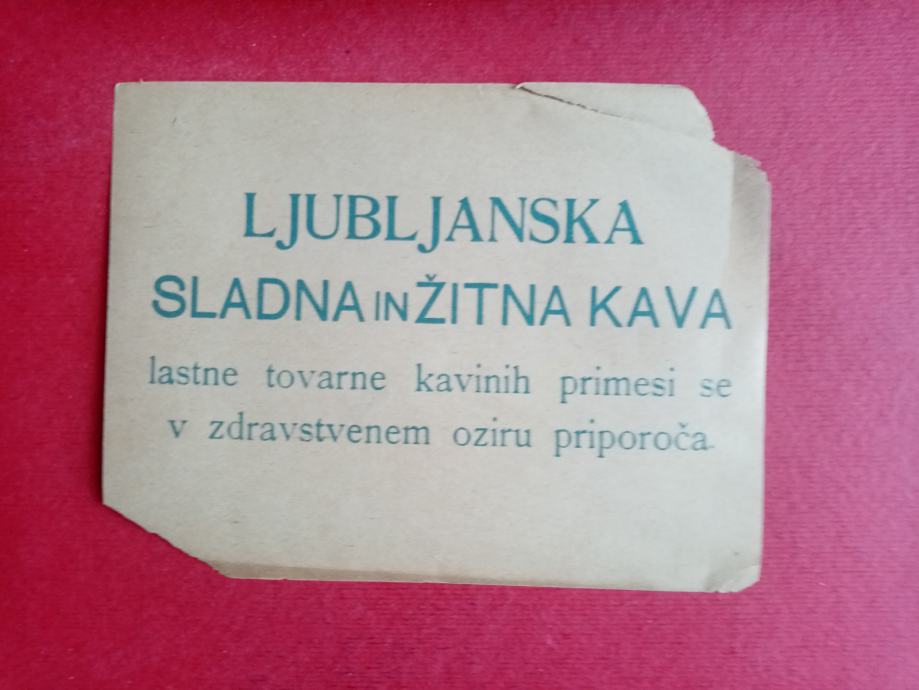 LJUBLJANSKA
SLADNA IN ŽITNA KAVA
lastne tovarne kavinih primesi se
v zdravstvenem oziru priporoča.